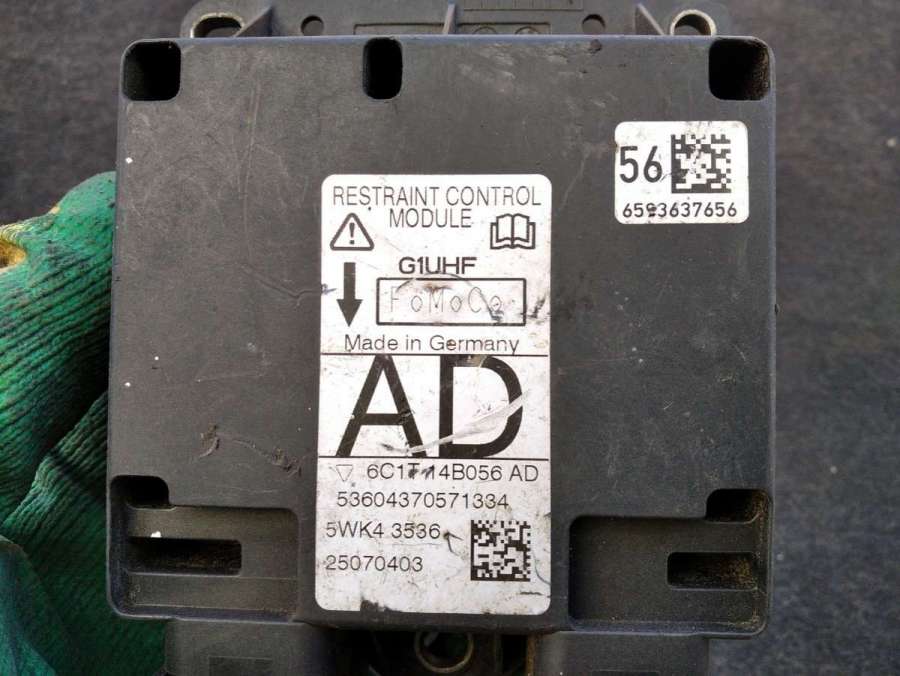 56
6593637656
RESTRAINT CONTROL
MODULE
G1UHF
FoMoCo
Made in Germany
AD
6C1T 14B056 AD
53604370571334
5WK4 3536
25070403